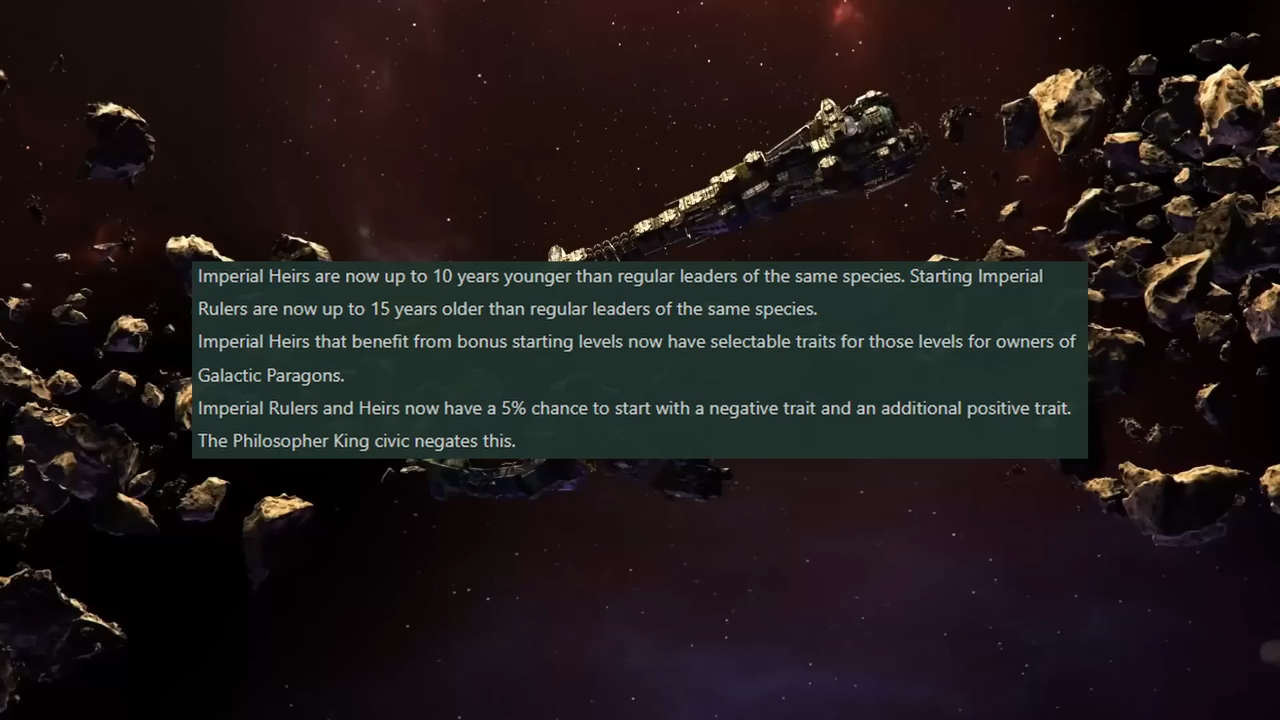 Imperial Heirs are now up to 10 years younger than regular leaders of the same species. Starting Imperial
Rulers are now up to 15 years older than regular leaders of the same species.
Imperial Heirs that benefit from bonus starting levels now have selectable traits for those levels for owners of
Galactic Paragons.
Imperial Rulers and Heirs now have a 5% chance to start with a negative trait and an additional positive trait.
The Philosopher King civic negates this.